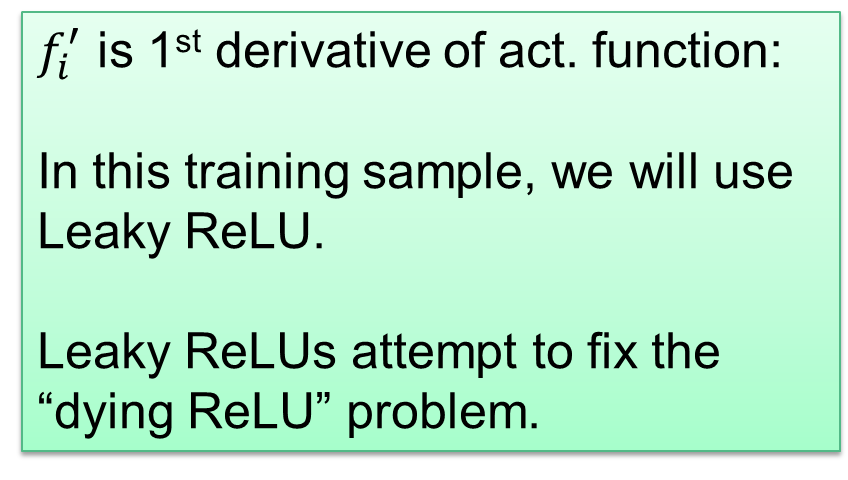 𝑓𝑖′ is 1st derivative of act. function:
In this training sample, we will use
Leaky ReLU.
Leaky ReLUs attempt to fix the
“dying ReLU” problem.